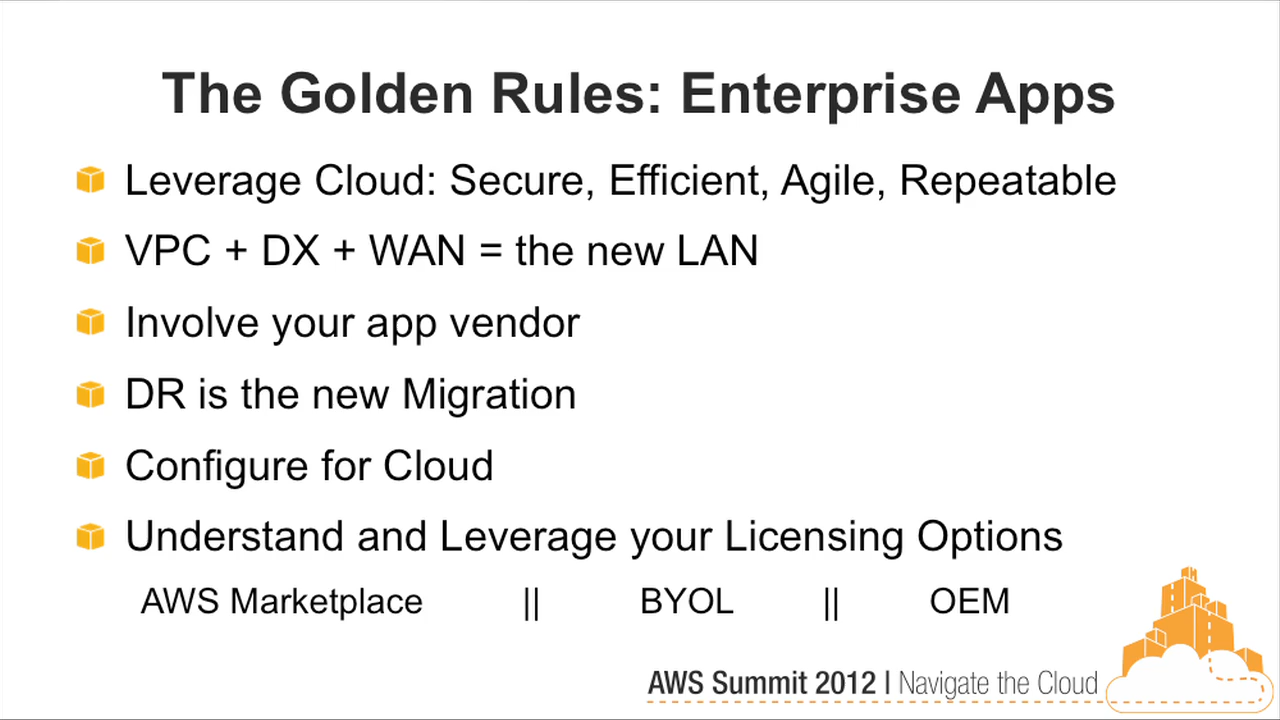 The Golden Rules: Enterprise Apps
Leverage Cloud: Secure, Efficient, Agile, Repeatable
VPC + DX + WAN = the new LAN
Involve your app vendor
DR is the new Migration
Configure for Cloud
Understand and Leverage your Licensing Options
AWS Marketplace || BYOL || OEM
AWS Summit 2012 | Navigate the Cloud